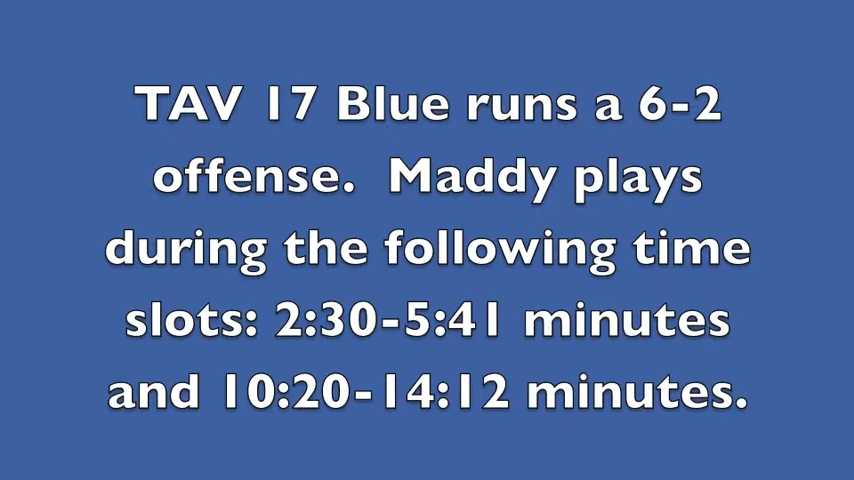 TAV 17 Blue runs a 6-2
offense.  Maddy plays
during the following time
slots: 2:30-5:41 minutes
and 10:20-14:12 minutes.